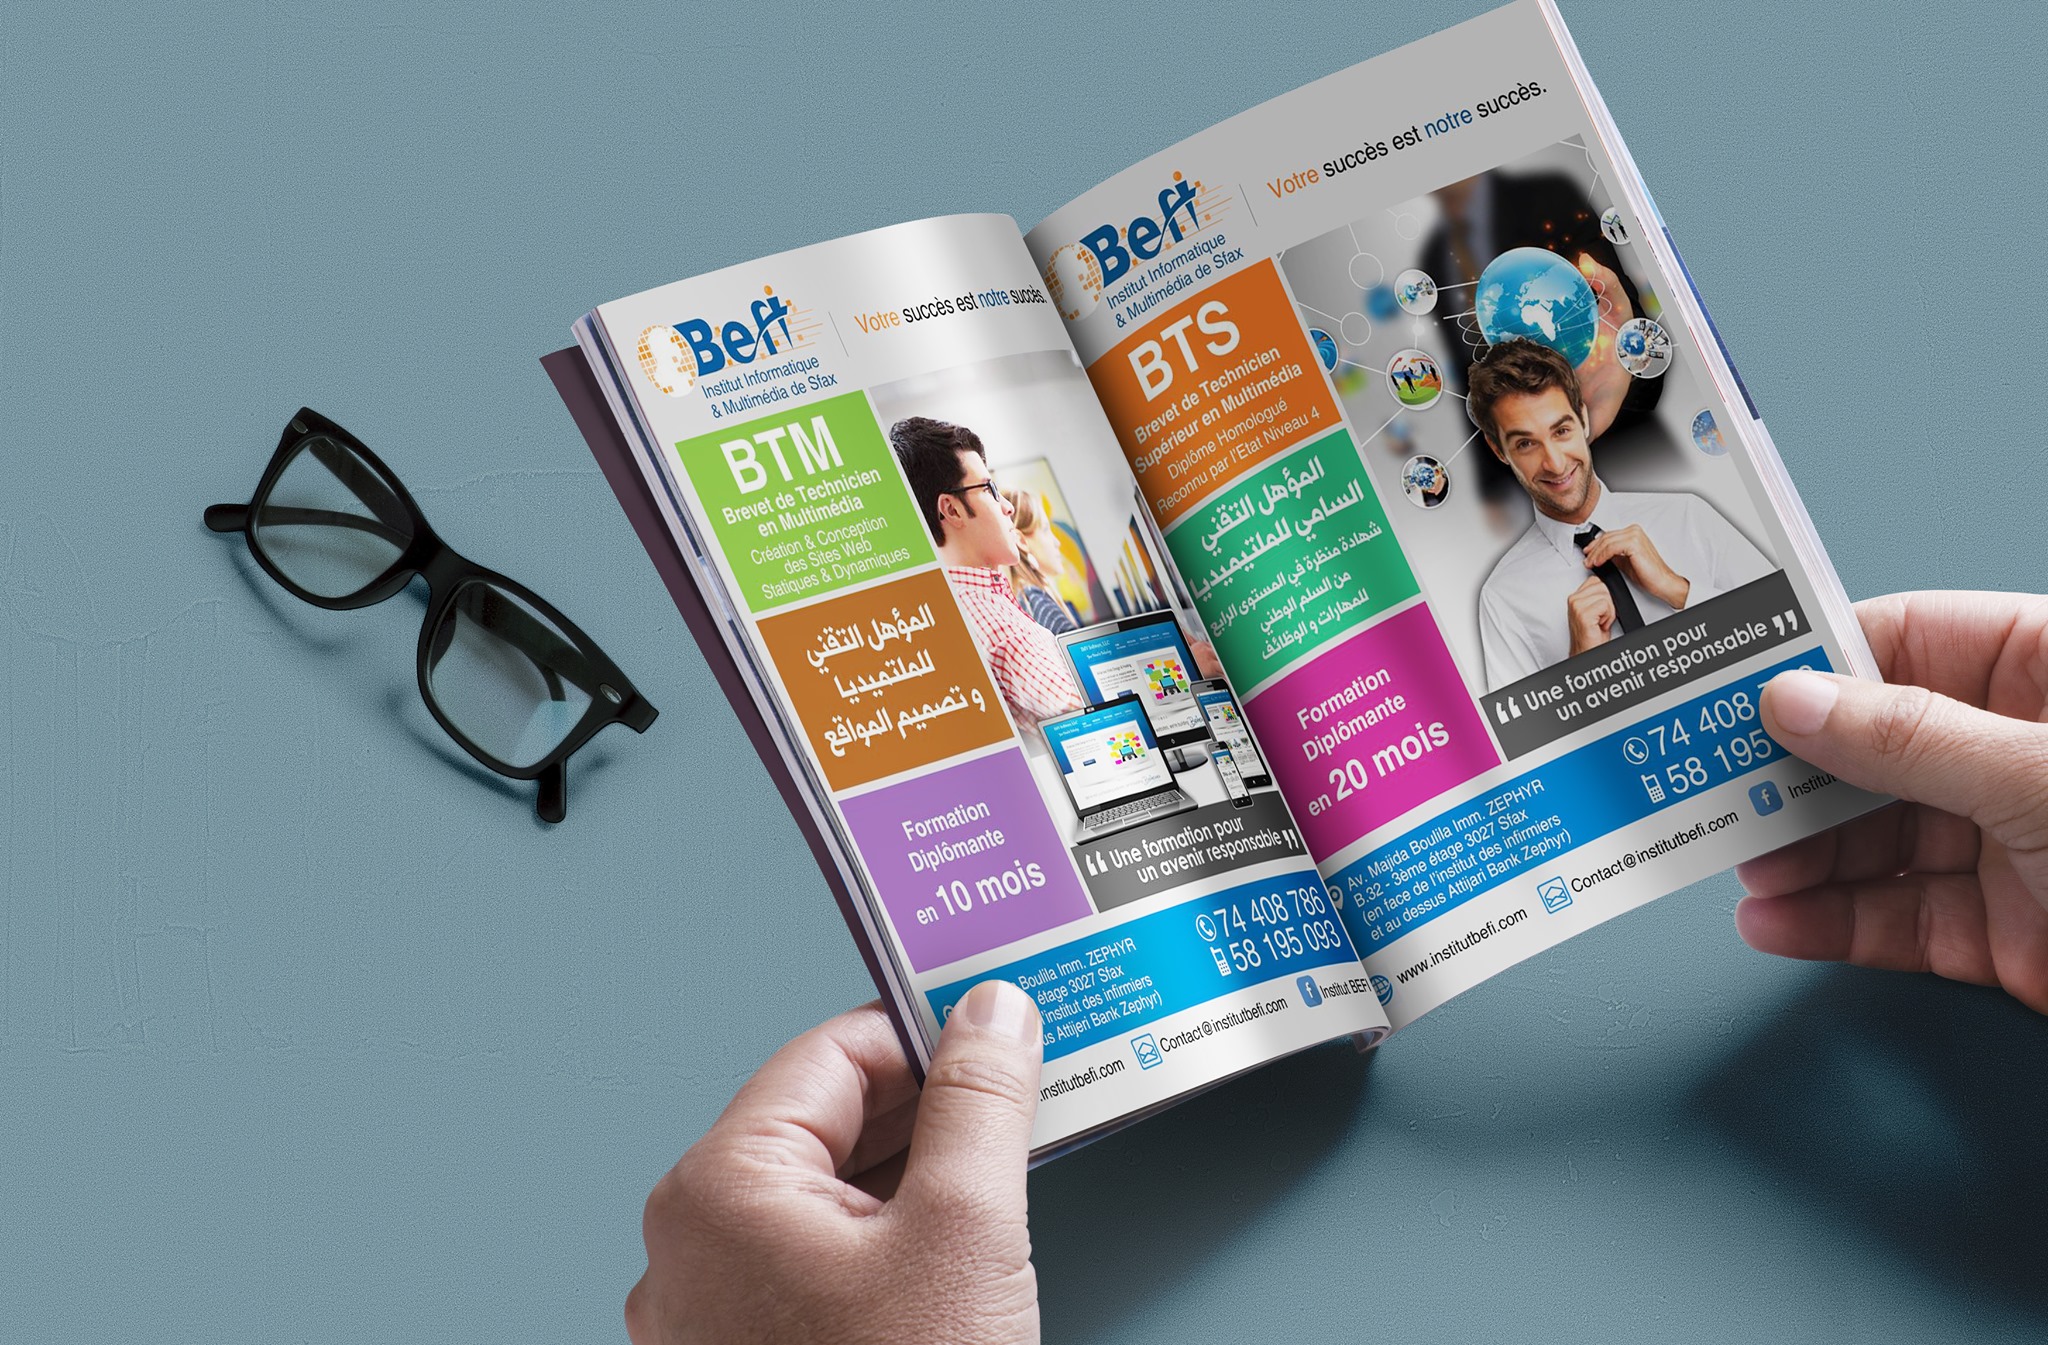 Befi
Institut Informatique
& Multimédia de Sfax
Votre succès est notre succès.
BTM
Brevet de Technicien
en Multimédia
Création & Conception
des Sites Web
Statiques & Dynamiques
المؤهل التقني
للملتيميديا
و تصميم المواقع
Formation
Diplômante
en 10 mois
“ Une formation pour
un avenir responsable ”
Boulila Imm. ZEPHYR
étage 3027 Sfax
l'institut des infirmiers
Attijeri Bank Zephyr)
74 408 786
58 195 093
.institutbefi.com
Contact@institutbefi.com
Institut BEFI
Befi
Institut Informatique
& Multimédia de Sfax
Votre succès est notre succès.
BTS
Brevet de Technicien
Supérieur en Multimédia
Diplôme Homologué
Reconnu par l'Etat Niveau 4
المؤهل التقني
السامي للملتيميديا
شهادة منظرة في المستوى الرابع
من السلم الوطني
للمهارات و الوظائف
Formation
Diplômante
en 20 mois
“ Une formation pour
un avenir responsable ”
Av. Majida Boulila Imm. ZEPHYR
B.32 - 3ème étage 3027 Sfax
(en face de l'institut des infirmiers
et au dessus Attijari Bank Zephyr)
74 408
58 195
www.institutbefi.com
Contact@institutbefi.com
Institut